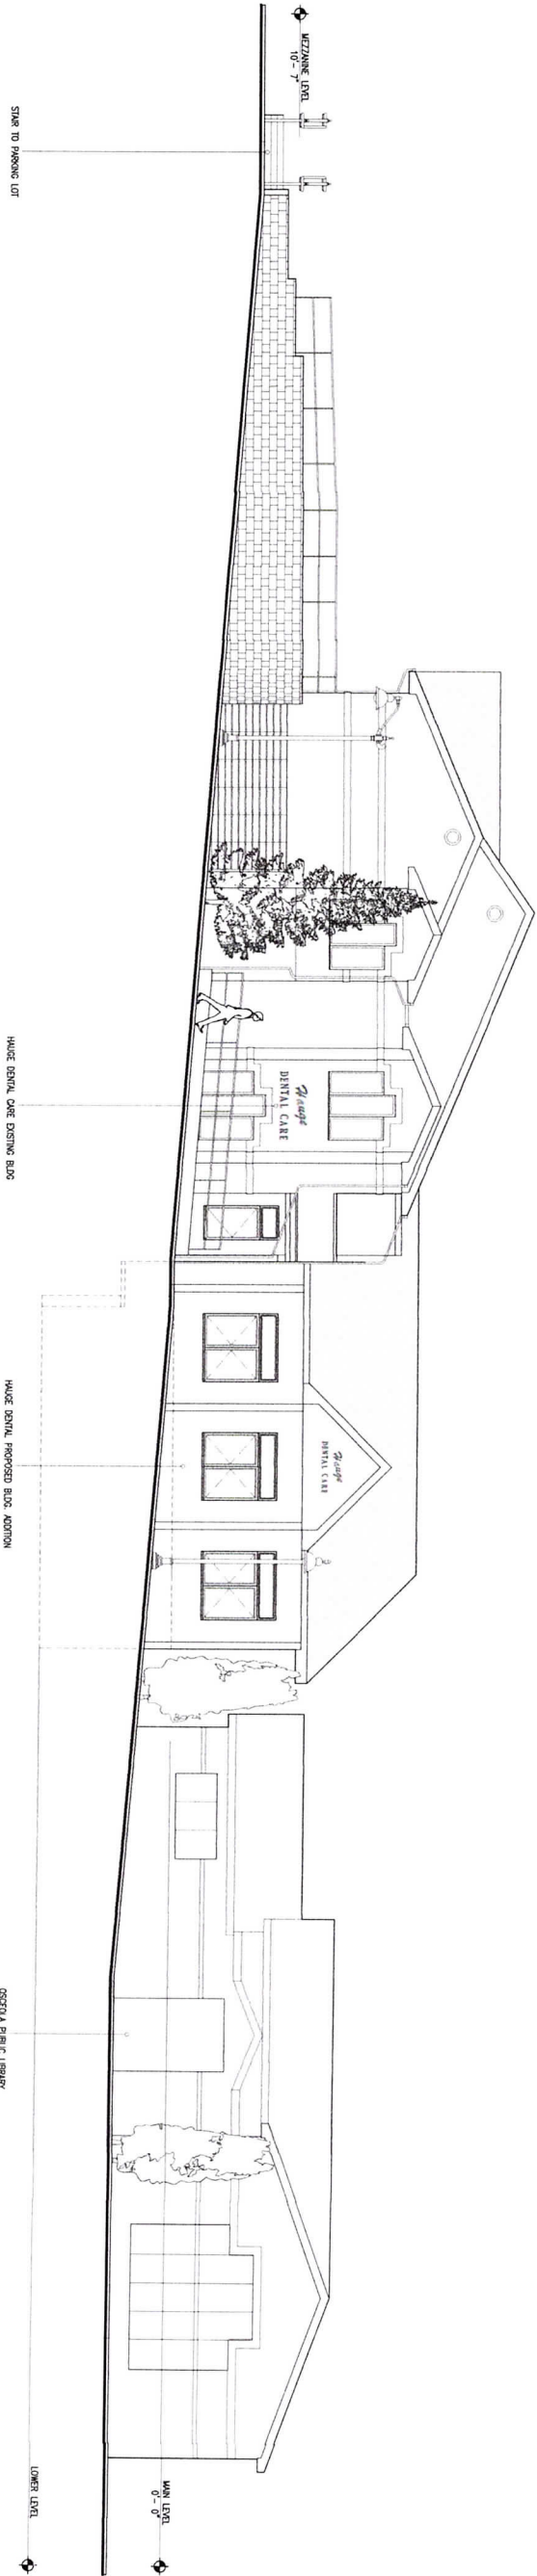 MEZZANINE LEVEL
10'- 7"
STAIR TO PARKING LOT
Hauge
DENTAL CARE
HAUGE DENTAL CARE EXISTING BLDG
Hauge
DENTAL CARE
HAUGE DENTAL PROPOSED BLDG. ADDITION
OSCEOLA PUBLIC LIBRARY
MAIN LEVEL
0'- 0"
LOWER LEVEL